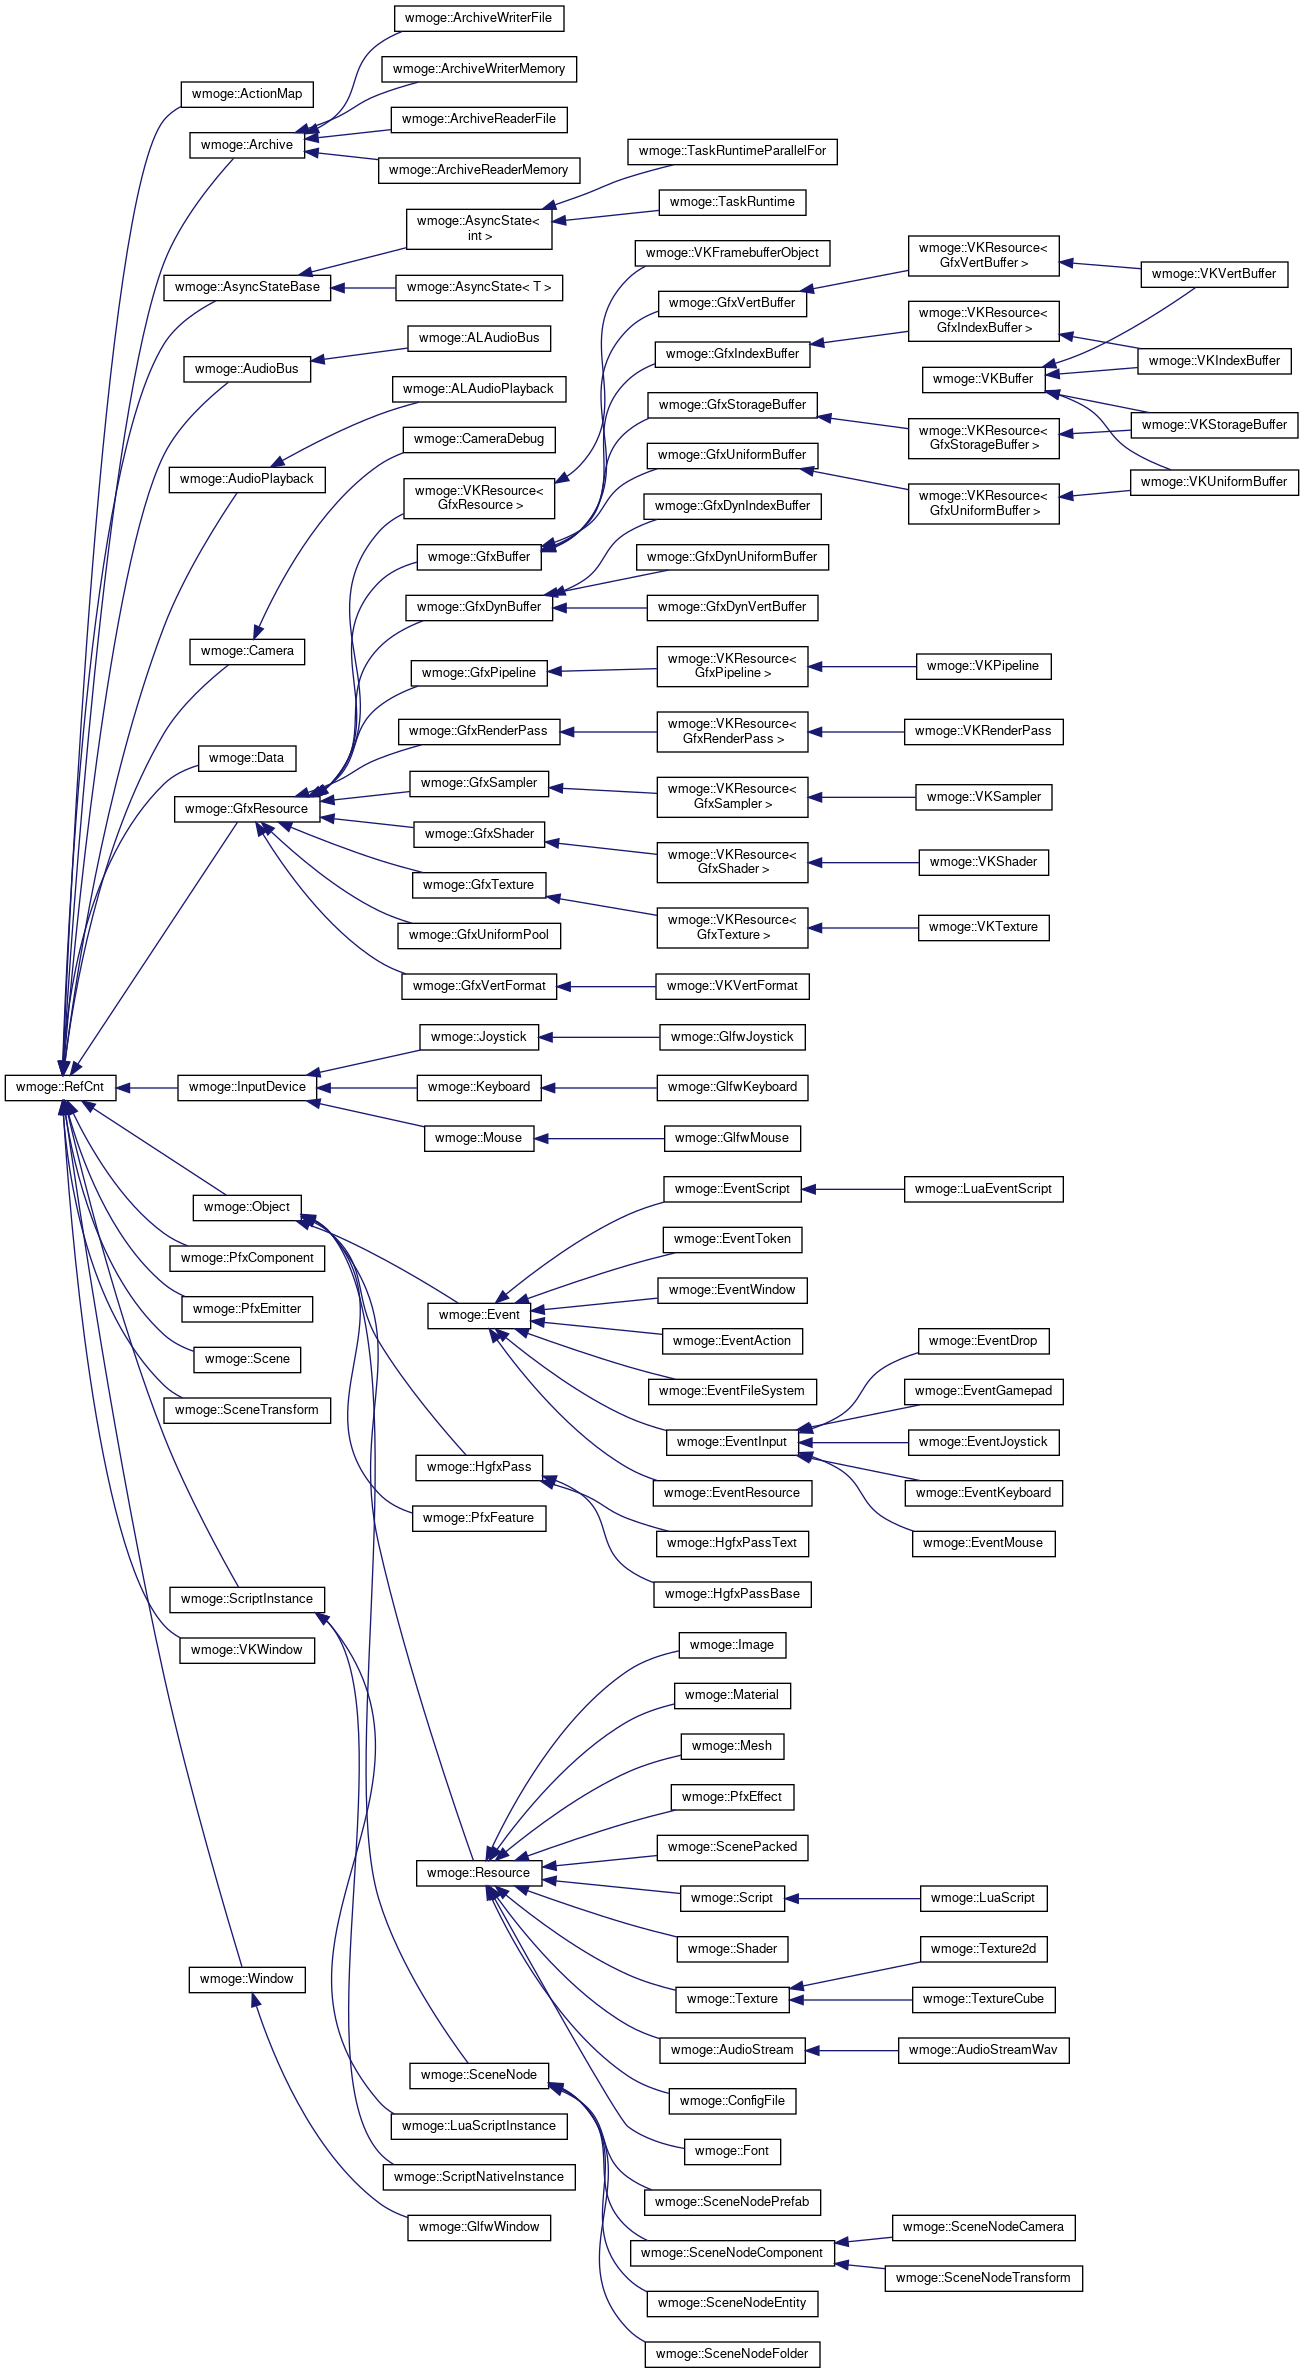 wmoge::ArchiveWriterFile
wmoge::ArchiveWriterMemory
wmoge::ActionMap
wmoge::ArchiveReaderFile
wmoge::Archive
wmoge::TaskRuntimeParallelFor
wmoge::ArchiveReaderMemory
wmoge::TaskRuntime
wmoge::AsyncState<
int >
wmoge::VKFramebufferObject
wmoge::VKResource<
GfxVertBuffer >
wmoge::VKVertBuffer
wmoge::AsyncStateBase
wmoge::AsyncState< T >
wmoge::GfxVertBuffer
wmoge::VKResource<
GfxIndexBuffer >
wmoge::ALAudioBus
wmoge::GfxIndexBuffer
wmoge::VKIndexBuffer
wmoge::AudioBus
wmoge::VKBuffer
wmoge::ALAudioPlayback
wmoge::GfxStorageBuffer
wmoge::VKStorageBuffer
wmoge::VKResource<
GfxStorageBuffer >
wmoge::CameraDebug
wmoge::GfxUniformBuffer
wmoge::AudioPlayback
wmoge::VKUniformBuffer
wmoge::VKResource<
GfxResource >
wmoge::VKResource<
GfxUniformBuffer >
wmoge::GfxDynIndexBuffer
wmoge::GfxBuffer
wmoge::GfxDynUniformBuffer
wmoge::GfxDynBuffer
wmoge::GfxDynVertBuffer
wmoge::Camera
wmoge::GfxPipeline
wmoge::VKResource<
GfxPipeline >
wmoge::VKPipeline
wmoge::GfxRenderPass
wmoge::VKResource<
GfxRenderPass >
wmoge::VKRenderPass
wmoge::Data
wmoge::GfxSampler
wmoge::VKResource<
GfxSampler >
wmoge::VKSampler
wmoge::GfxResource
wmoge::GfxShader
wmoge::VKResource<
GfxShader >
wmoge::VKShader
wmoge::GfxTexture
wmoge::VKResource<
GfxTexture >
wmoge::VKTexture
wmoge::GfxUniformPool
wmoge::GfxVertFormat
wmoge::VKVertFormat
wmoge::Joystick
wmoge::GlfwJoystick
wmoge::RefCnt
wmoge::InputDevice
wmoge::Keyboard
wmoge::GlfwKeyboard
wmoge::Mouse
wmoge::GlfwMouse
wmoge::EventScript
wmoge::LuaEventScript
wmoge::Object
wmoge::EventToken
wmoge::PfxComponent
wmoge::EventWindow
wmoge::PfxEmitter
wmoge::Event
wmoge::EventAction
wmoge::EventDrop
wmoge::Scene
wmoge::EventFileSystem
wmoge::EventGamepad
wmoge::SceneTransform
wmoge::EventInput
wmoge::EventJoystick
wmoge::HgfxPass
wmoge::EventResource
wmoge::EventKeyboard
wmoge::PfxFeature
wmoge::HgfxPassText
wmoge::EventMouse
wmoge::HgfxPassBase
wmoge::ScriptInstance
wmoge::VKWindow
wmoge::Image
wmoge::Material
wmoge::Mesh
wmoge::PfxEffect
wmoge::ScenePacked
wmoge::Resource
wmoge::Script
wmoge::LuaScript
wmoge::Shader
wmoge::Texture2d
wmoge::Window
wmoge::Texture
wmoge::TextureCube
wmoge::AudioStream
wmoge::AudioStreamWav
wmoge::SceneNode
wmoge::ConfigFile
wmoge::LuaScriptInstance
wmoge::Font
wmoge::ScriptNativeInstance
wmoge::SceneNodePrefab
wmoge::GlfwWindow
wmoge::SceneNodeCamera
wmoge::SceneNodeComponent
wmoge::SceneNodeTransform
wmoge::SceneNodeEntity
wmoge::SceneNodeFolder